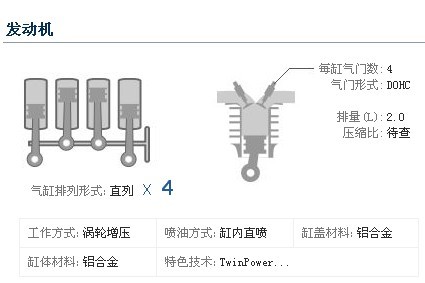 发动机
每缸气门数: 4
气门形式: DOHC
排量(L): 2.0
压缩比: 待查
气缸排列形式: 直列 X 4
工作方式: 涡轮增压 喷油方式: 缸内直喷 缸盖材料: 铝合金
缸体材料: 铝合金 特色技术: TwinPower...